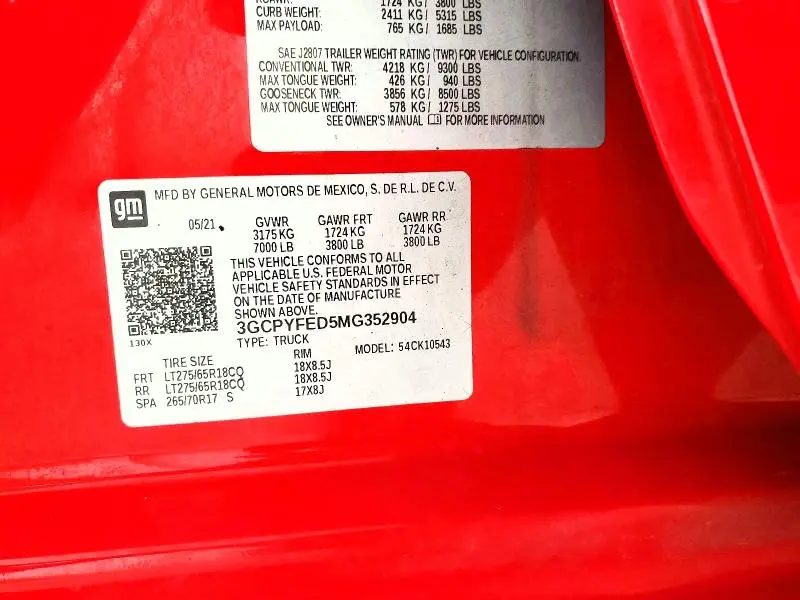 1724 KG/ 3800 LBS
CURB WEIGHT: 2411 KG/ 5315 LBS
MAX PAYLOAD: 765 KG/ 1685 LBS
SAE J2807 TRAILER WEIGHT RATING (TWR) FOR VEHICLE CONFIGURATION.
CONVENTIONAL TWR: 4218 KG/ 9300 LBS
MAX TONGUE WEIGHT: 426 KG/ 940 LBS
GOOSENECK TWR: 3856 KG/ 8500 LBS
MAX TONGUE WEIGHT: 578 KG/ 1275 LBS
SEE OWNER'S MANUAL FOR MORE INFORMATION
gm MFD BY GENERAL MOTORS DE MEXICO, S. DE R.L. DE C.V.
05/21 GVWR GAWR FRT GAWR RR
3175 KG 1724 KG 1724 KG
7000 LB 3800 LB 3800 LB
THIS VEHICLE CONFORMS TO ALL
APPLICABLE U.S. FEDERAL MOTOR
VEHICLE SAFETY STANDARDS IN EFFECT
ON THE DATE OF MANUFACTURE
SHOWN ABOVE.
3GCPYFED5MG352904
130X TYPE: TRUCK MODEL: 54CK10543
TIRE SIZE RIM
FRT LT275/65R18CQ 18X8.5J
RR LT275/65R18CQ 18X8.5J
SPA 265/70R17 S 17X8J